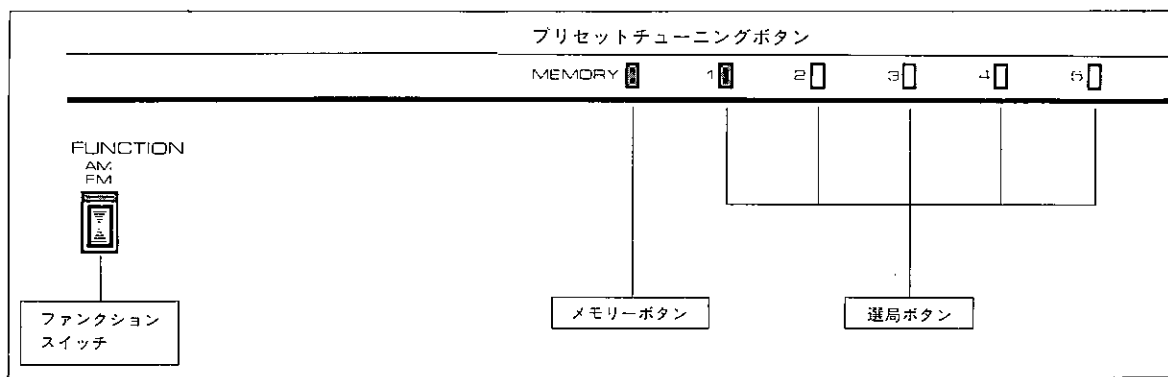 プリセットチューニングボタン
MEMORY 1 2 3 4 5
FUNCTION
AM
FM
ファンクション
スイッチ
メモリーボタン
選局ボタン